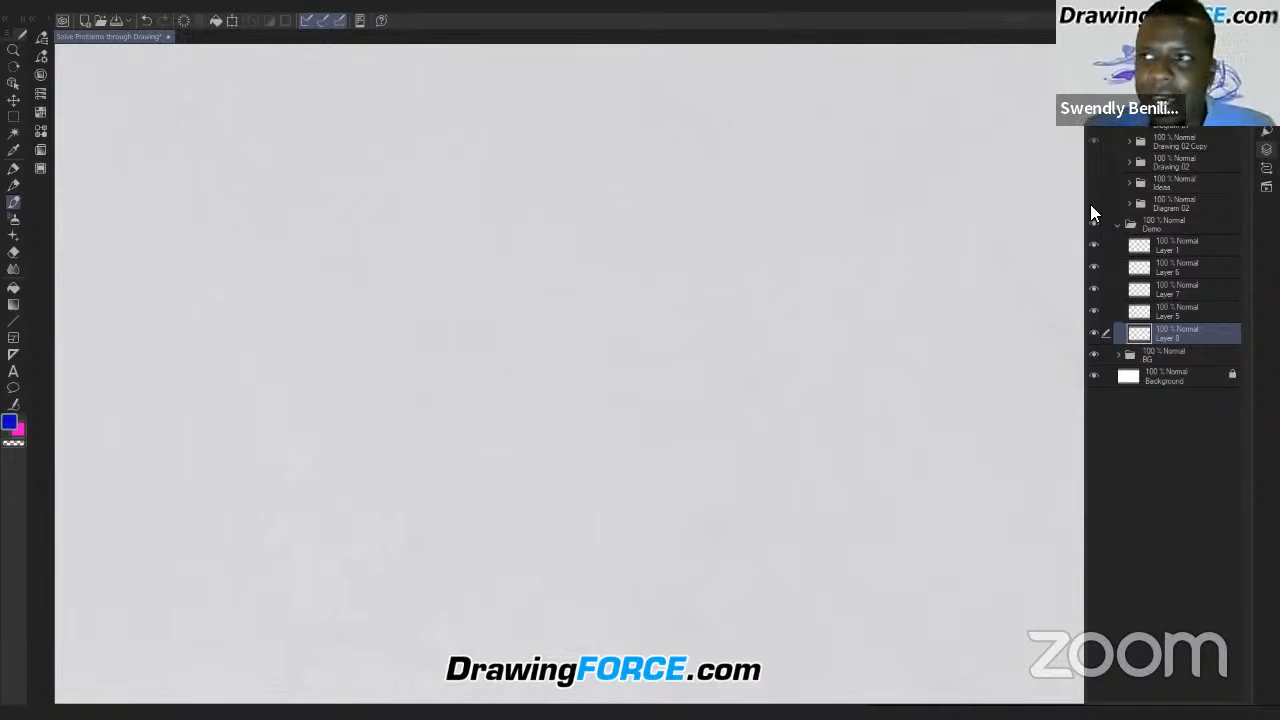 DrawingFORCE.com
Solve Problems through Drawing*
Swendly Benili...
100 % Normal
Drawing 02 Copy
100 % Normal
Drawing 02
100 % Normal
Ideas
100 % Normal
Diagram 02
100 % Normal
Demo
100 % Normal
Layer 1
100 % Normal
Layer 6
100 % Normal
Layer 7
100 % Normal
Layer 5
100 % Normal
Layer 8
100 % Normal
BG
100 % Normal
Background
DrawingFORCE.com
zoom